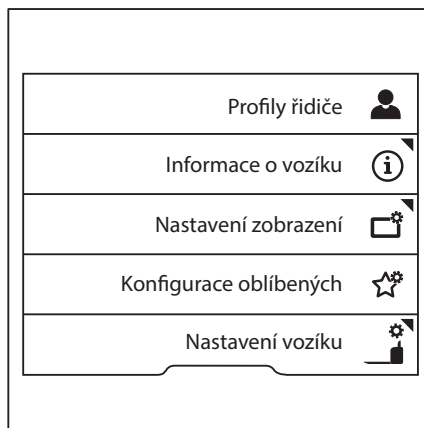 Profily řidiče
Informace o vozíku
Nastavení zobrazení
Konfigurace oblíbených
Nastavení vozíku